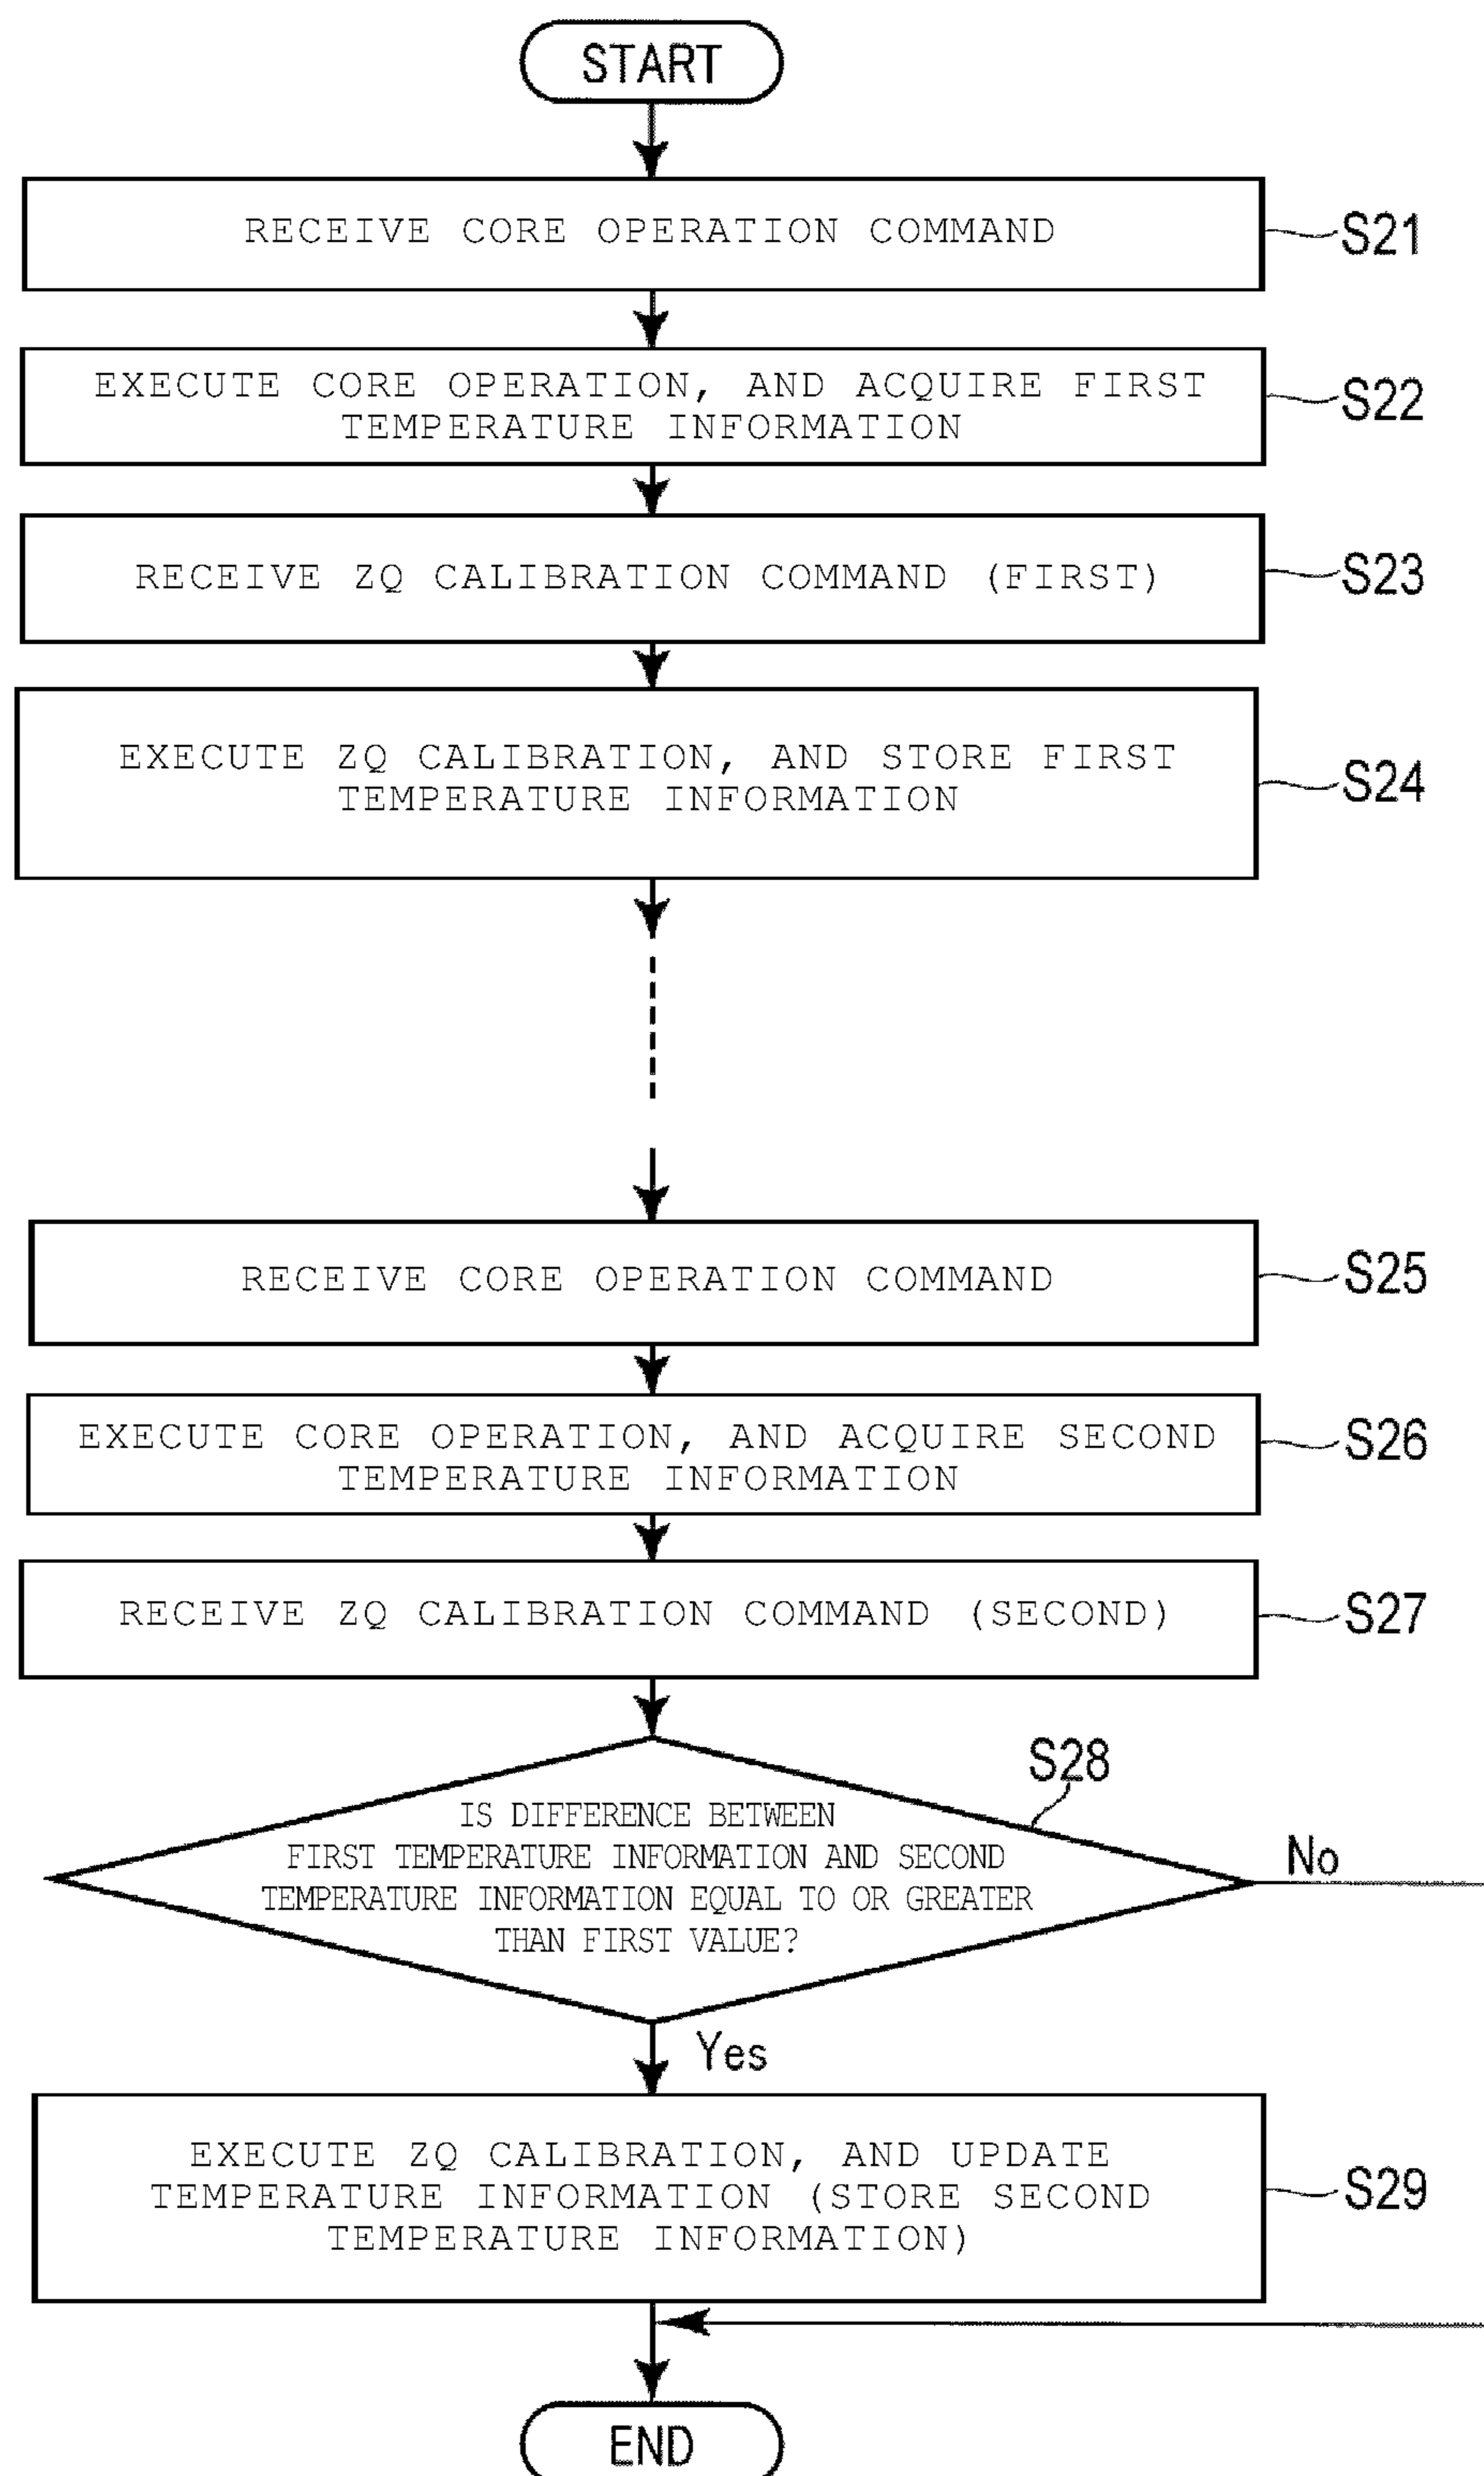 START
RECEIVE CORE OPERATION COMMAND
S21
EXECUTE CORE OPERATION, AND ACQUIRE FIRST
TEMPERATURE INFORMATION
S22
RECEIVE ZQ CALIBRATION COMMAND (FIRST)
S23
EXECUTE ZQ CALIBRATION, AND STORE FIRST
TEMPERATURE INFORMATION
S24
RECEIVE CORE OPERATION COMMAND
S25
EXECUTE CORE OPERATION, AND ACQUIRE SECOND
TEMPERATURE INFORMATION
S26
RECEIVE ZQ CALIBRATION COMMAND (SECOND)
S27
S28
IS DIFFERENCE BETWEEN
FIRST TEMPERATURE INFORMATION AND SECOND
TEMPERATURE INFORMATION EQUAL TO OR GREATER
THAN FIRST VALUE?
No
Yes
EXECUTE ZQ CALIBRATION, AND UPDATE
TEMPERATURE INFORMATION (STORE SECOND
TEMPERATURE INFORMATION)
S29
END